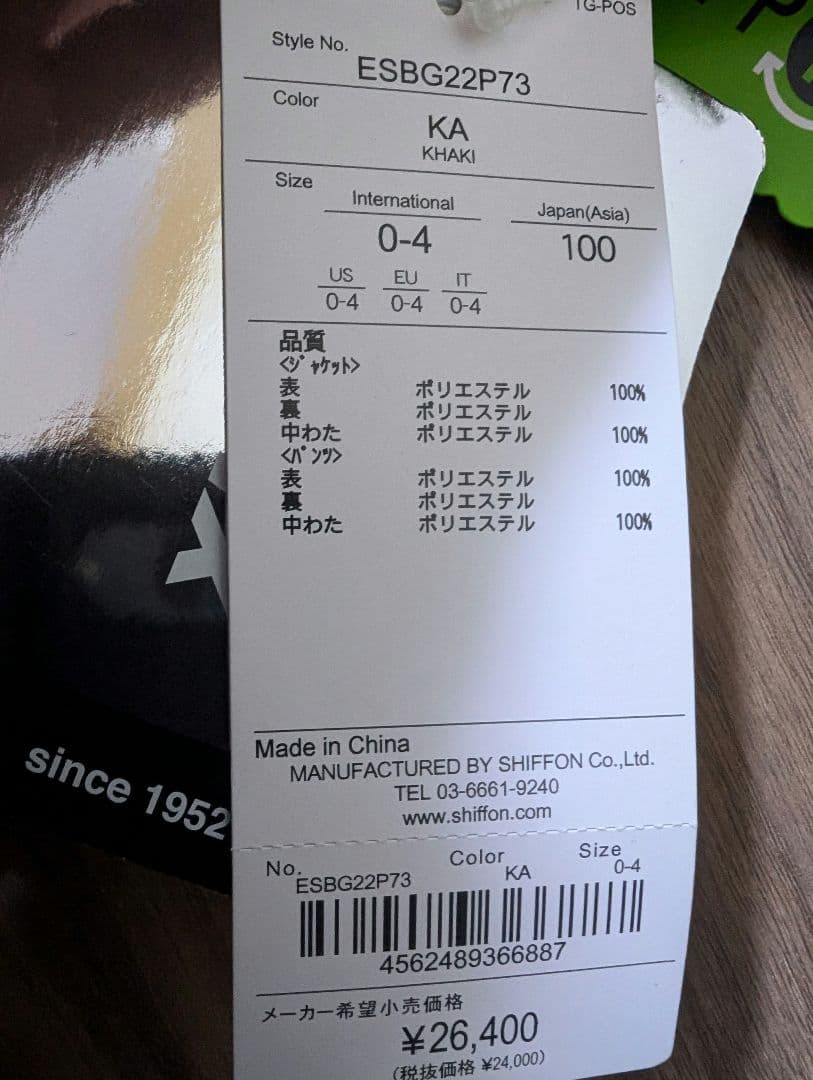 TG-POS
Style No.
ESBG22P73
Color
KA
KHAKI
Size
International Japan(Asia)
0-4 100
US EU IT
0-4 0-4 0-4
品質
<ジャケット>
表 ポリエステル 100%
裏 ポリエステル
中わた ポリエステル 100%
<パンツ>
表 ポリエステル 100%
裏 ポリエステル
中わた ポリエステル 100%
Made in China
MANUFACTURED BY SHIFFON Co.,Ltd.
TEL 03-6661-9240
www.shiffon.com
since 1952
No. Color Size
ESBG22P73 KA 0-4
4562489366887
メーカー希望小売価格
¥26,400
(税抜価格 ¥24,000)